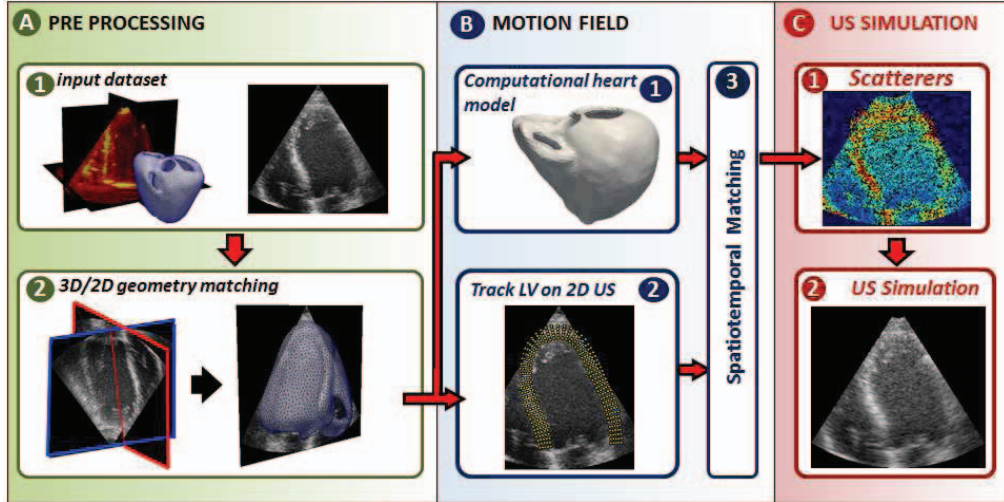 A PRE PROCESSING
1 input dataset
2 3D/2D geometry matching
B MOTION FIELD
Computational heart
model 1
Track LV on 2D US 2
3
Spatiotemporal Matching
C US SIMULATION
1 Scatterers
2 US Simulation